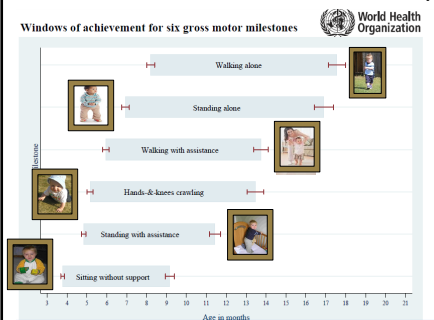 Windows of achievement for six gross motor milestones
World Health
Organization
Walking alone
Standing alone
Walking with assistance
Hands-&-knees crawling
Standing with assistance
Sitting without support
3 4 5 6 7 8 9 10 11 12 13 14 15 16 17 18 19 20 21
Age in months